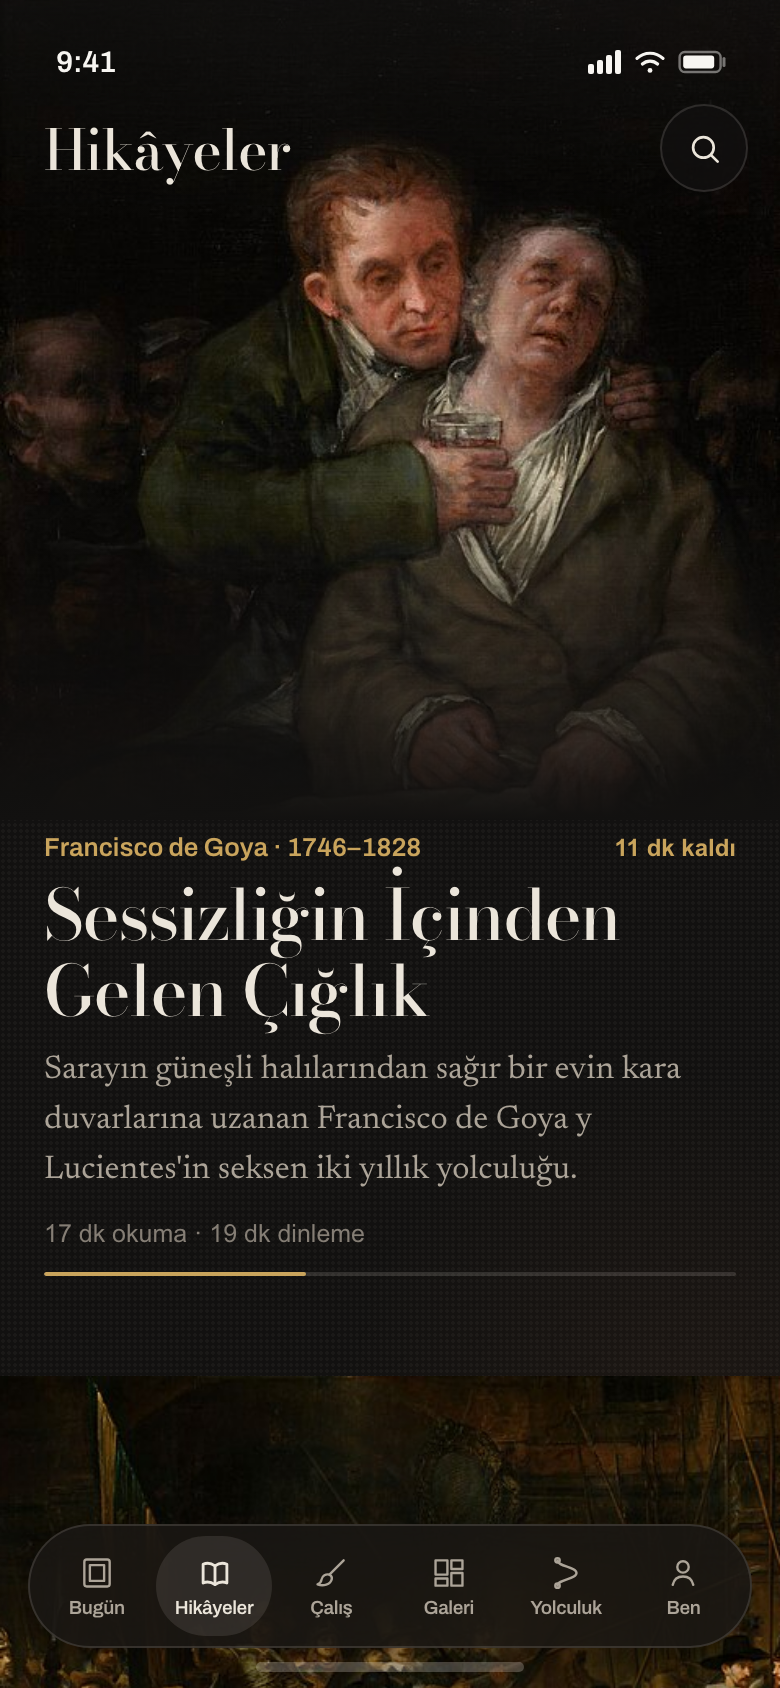 9:41
Hikâyeler
Francisco de Goya · 1746–1828
11 dk kaldı
Sessizliğin İçinden
Gelen Çığlık
Sarayın güneşli halılarından sağır bir evin kara
duvarlarına uzanan Francisco de Goya y
Lucientes'in seksen iki yıllık yolculuğu.
17 dk okuma · 19 dk dinleme
Bugün
Hikâyeler
Çalış
Galeri
Yolculuk
Ben